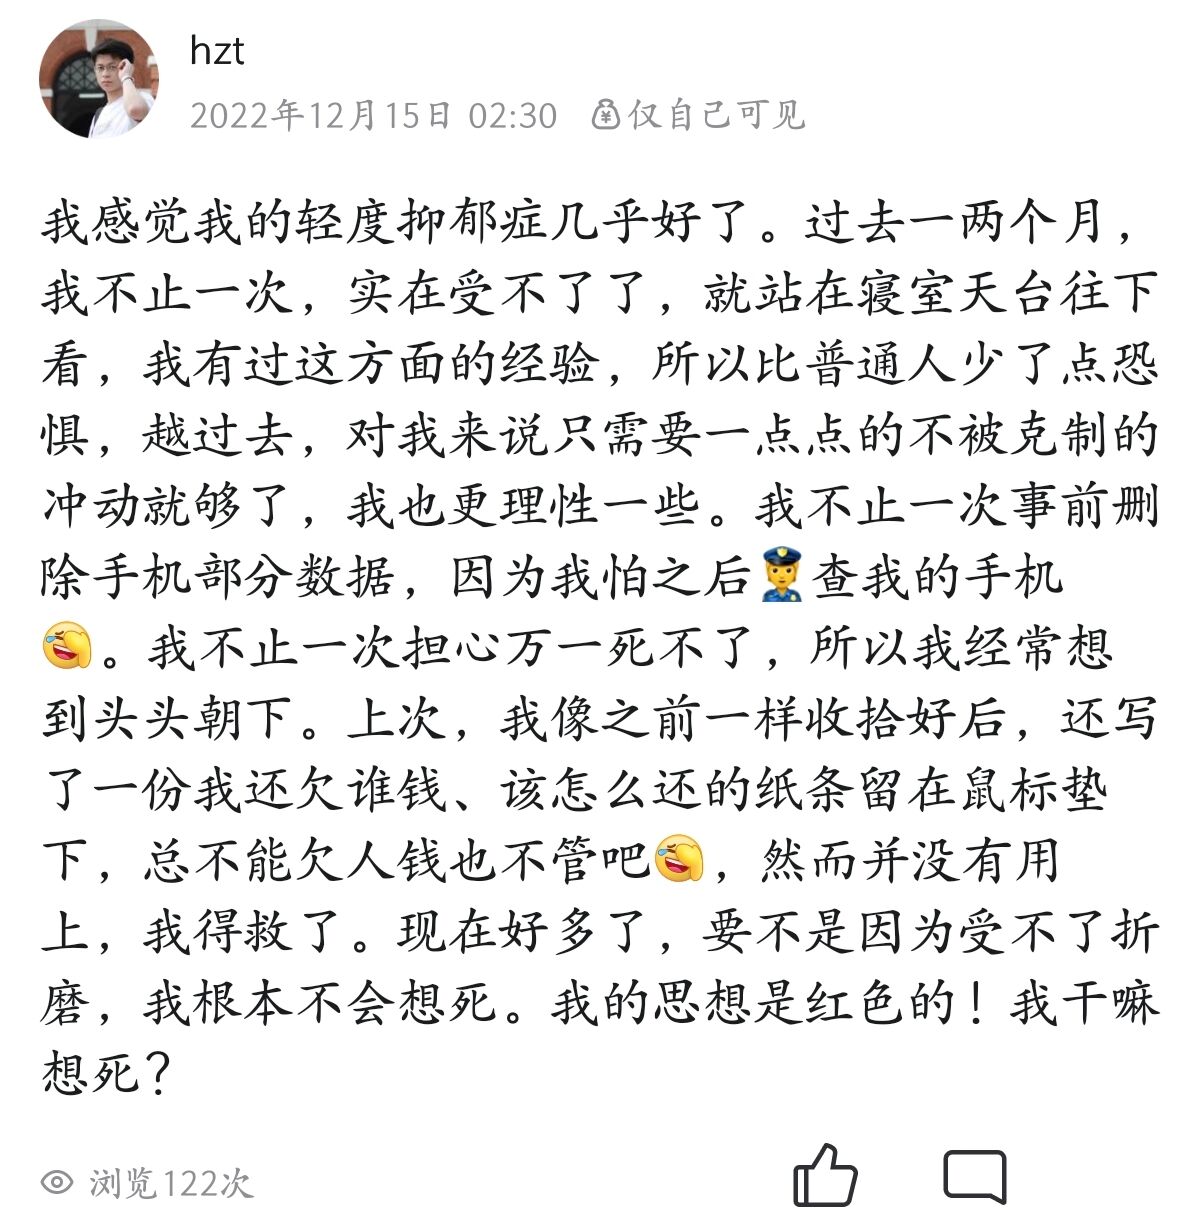 hzt
2022年12月15日 02:30 仅自己可见
我感觉我的轻度抑郁症几乎好了。过去一两个月，
我不止一次，实在受不了了，就站在寝室天台往下
看，我有过这方面的经验，所以比普通人少了点恐
惧，越过去，对我来说只需要一点点的不被克制的
冲动就够了，我也更理性一些。我不止一次事前删
除手机部分数据，因为我怕之后👮查我的手机
🤣。我不止一次担心万一死不了，所以我经常想
到头头朝下。上次，我像之前一样收拾好后，还写
了一份我还欠谁钱、该怎么还的纸条留在鼠标垫
下，总不能欠人钱也不管吧🤣，然而并没有用
上，我得救了。现在好多了，要不是因为受不了折
磨，我根本不会想死。我的思想是红色的！我干嘛
想死？
浏览122次